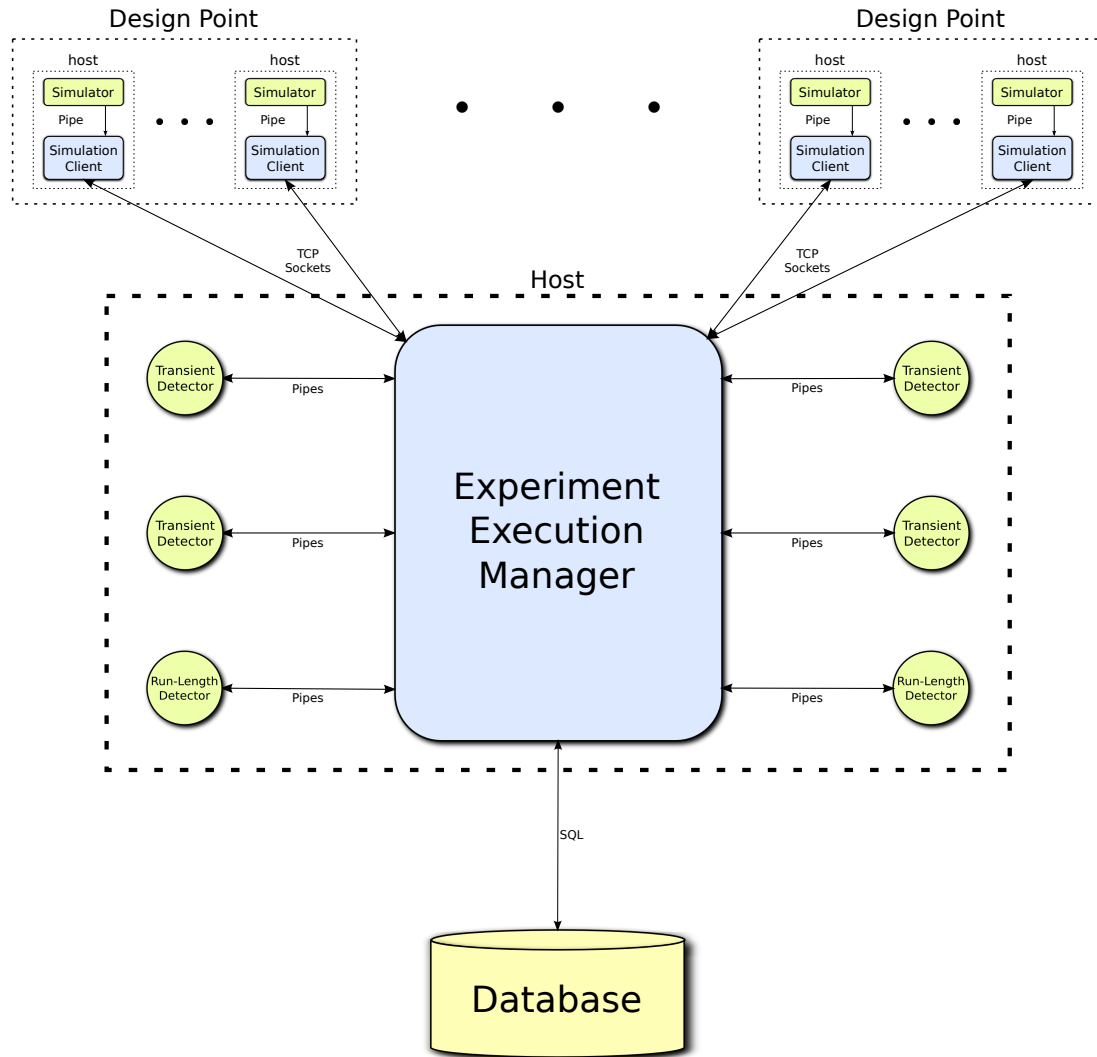 Design Point
Design Point
host
host
host
host
Simulator
Simulator
Simulator
Simulator
Pipe
Pipe
Pipe
Pipe
Simulation
Client
Simulation
Client
Simulation
Client
Simulation
Client
TCP
Sockets
TCP
Sockets
Host
Transient
Detector
Pipes
Pipes
Transient
Detector
Experiment
Execution
Manager
Transient
Detector
Pipes
Pipes
Transient
Detector
Run-Length
Detector
Pipes
Pipes
Run-Length
Detector
SQL
Database